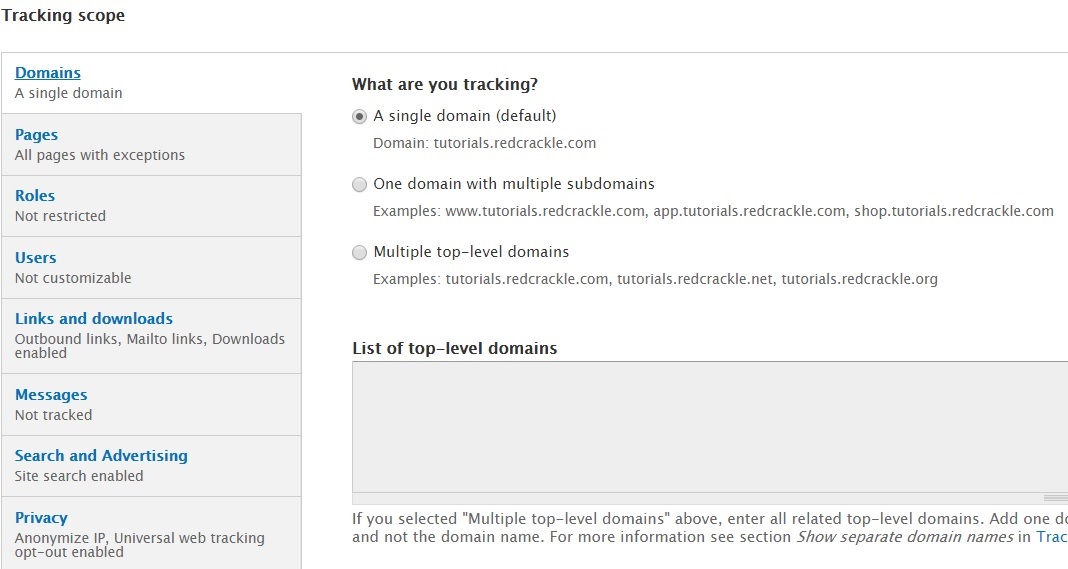 Tracking scope
Domains
A single domain
Pages
All pages with exceptions
Roles
Not restricted
Users
Not customizable
Links and downloads
Outbound links, Mailto links, Downloads
enabled
Messages
Not tracked
Search and Advertising
Site search enabled
Privacy
Anonymize IP, Universal web tracking
opt-out enabled
What are you tracking?
A single domain (default)
Domain: tutorials.redcrackle.com
One domain with multiple subdomains
Examples: www.tutorials.redcrackle.com, app.tutorials.redcrackle.com, shop.tutorials.redcrackle.com
Multiple top-level domains
Examples: tutorials.redcrackle.com, tutorials.redcrackle.net, tutorials.redcrackle.org
List of top-level domains
If you selected "Multiple top-level domains" above, enter all related top-level domains. Add one
and not the domain name. For more information see section Show separate domain names in